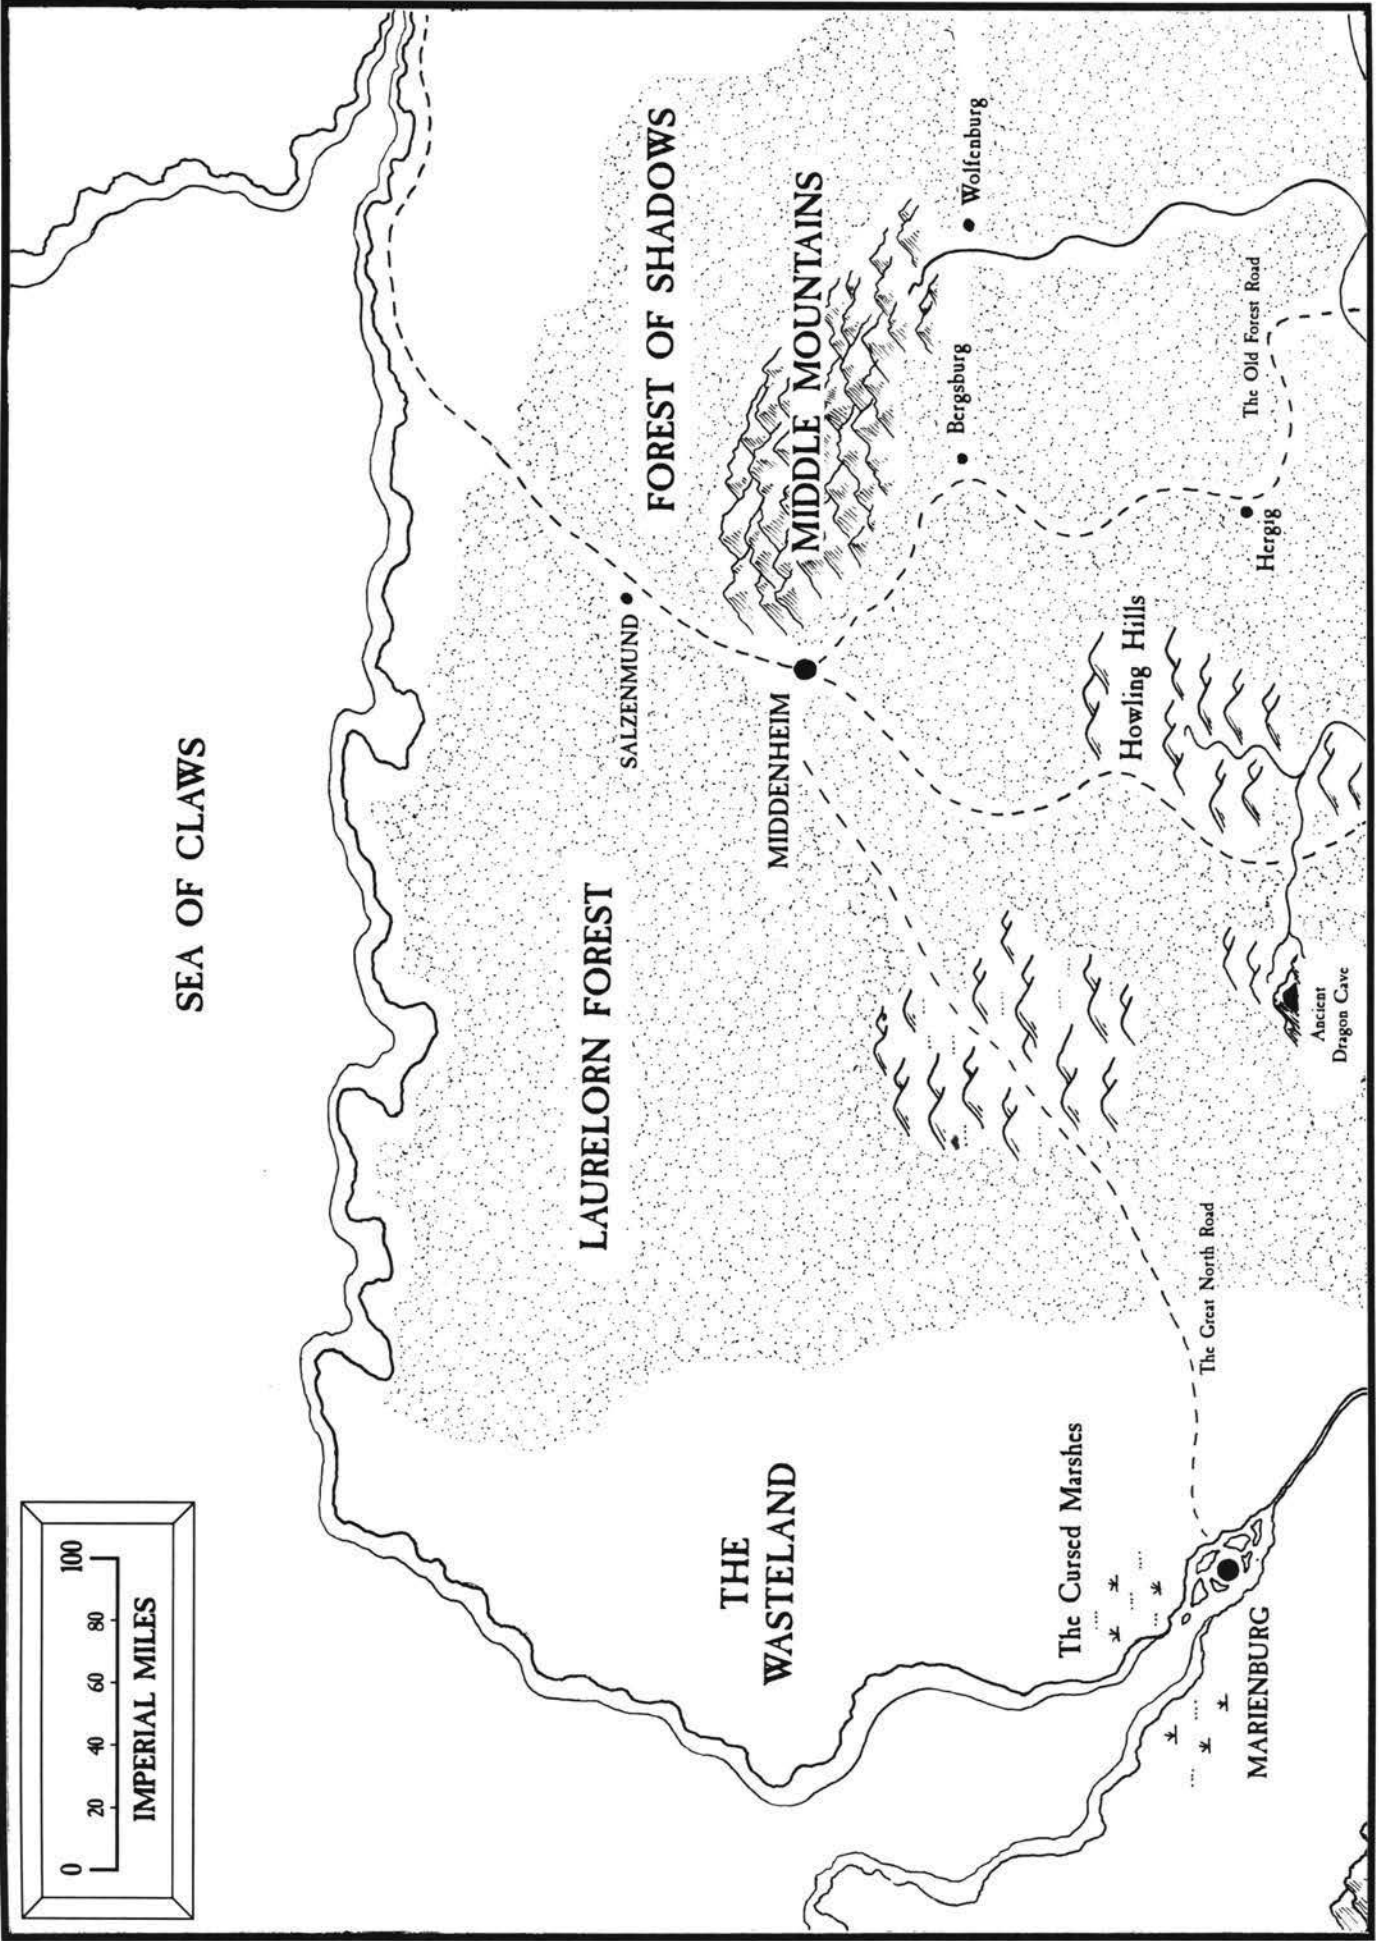 0 20 40 60 80 100
IMPERIAL MILES
SEA OF CLAWS
LAURELORN FOREST
SALZENMUND
FOREST OF SHADOWS
THE
WASTELAND
MIDDENHEIM
MIDDLE MOUNTAINS
Bergsburg
Wolfenburg
The Cursed Marshes
Howling Hills
The Great North Road
MARIENBURG
Ancient
Dragon Cave
Hergig
The Old Forest Road